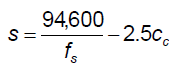 s = 94,600 / f_s − 2.5c_c